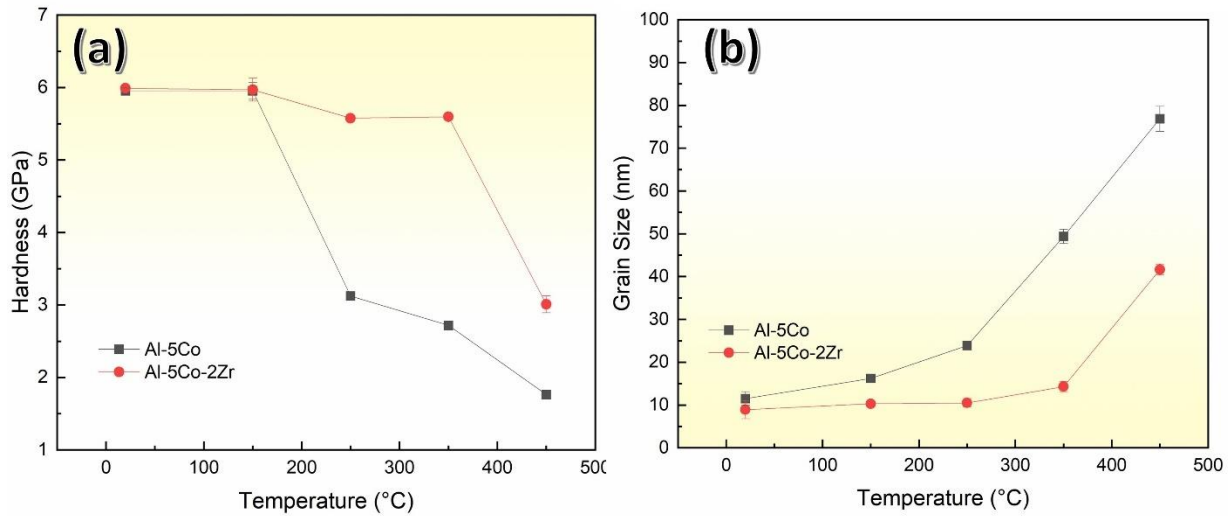 (a)
7
6
5
4
3
2
1
Hardness (GPa)
Al-5Co
Al-5Co-2Zr
0 100 200 300 400 500
Temperature (°C)
(b)
100
90
80
70
60
50
40
30
20
10
0
Grain Size (nm)
Al-5Co
Al-5Co-2Zr
0 100 200 300 400 500
Temperature (°C)